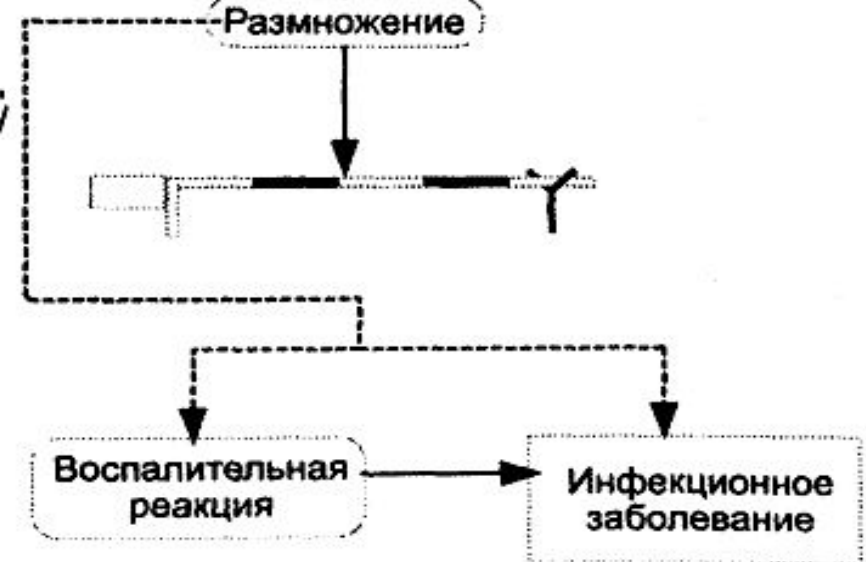 Размножение
Воспалительная
реакция
Инфекционное
заболевание